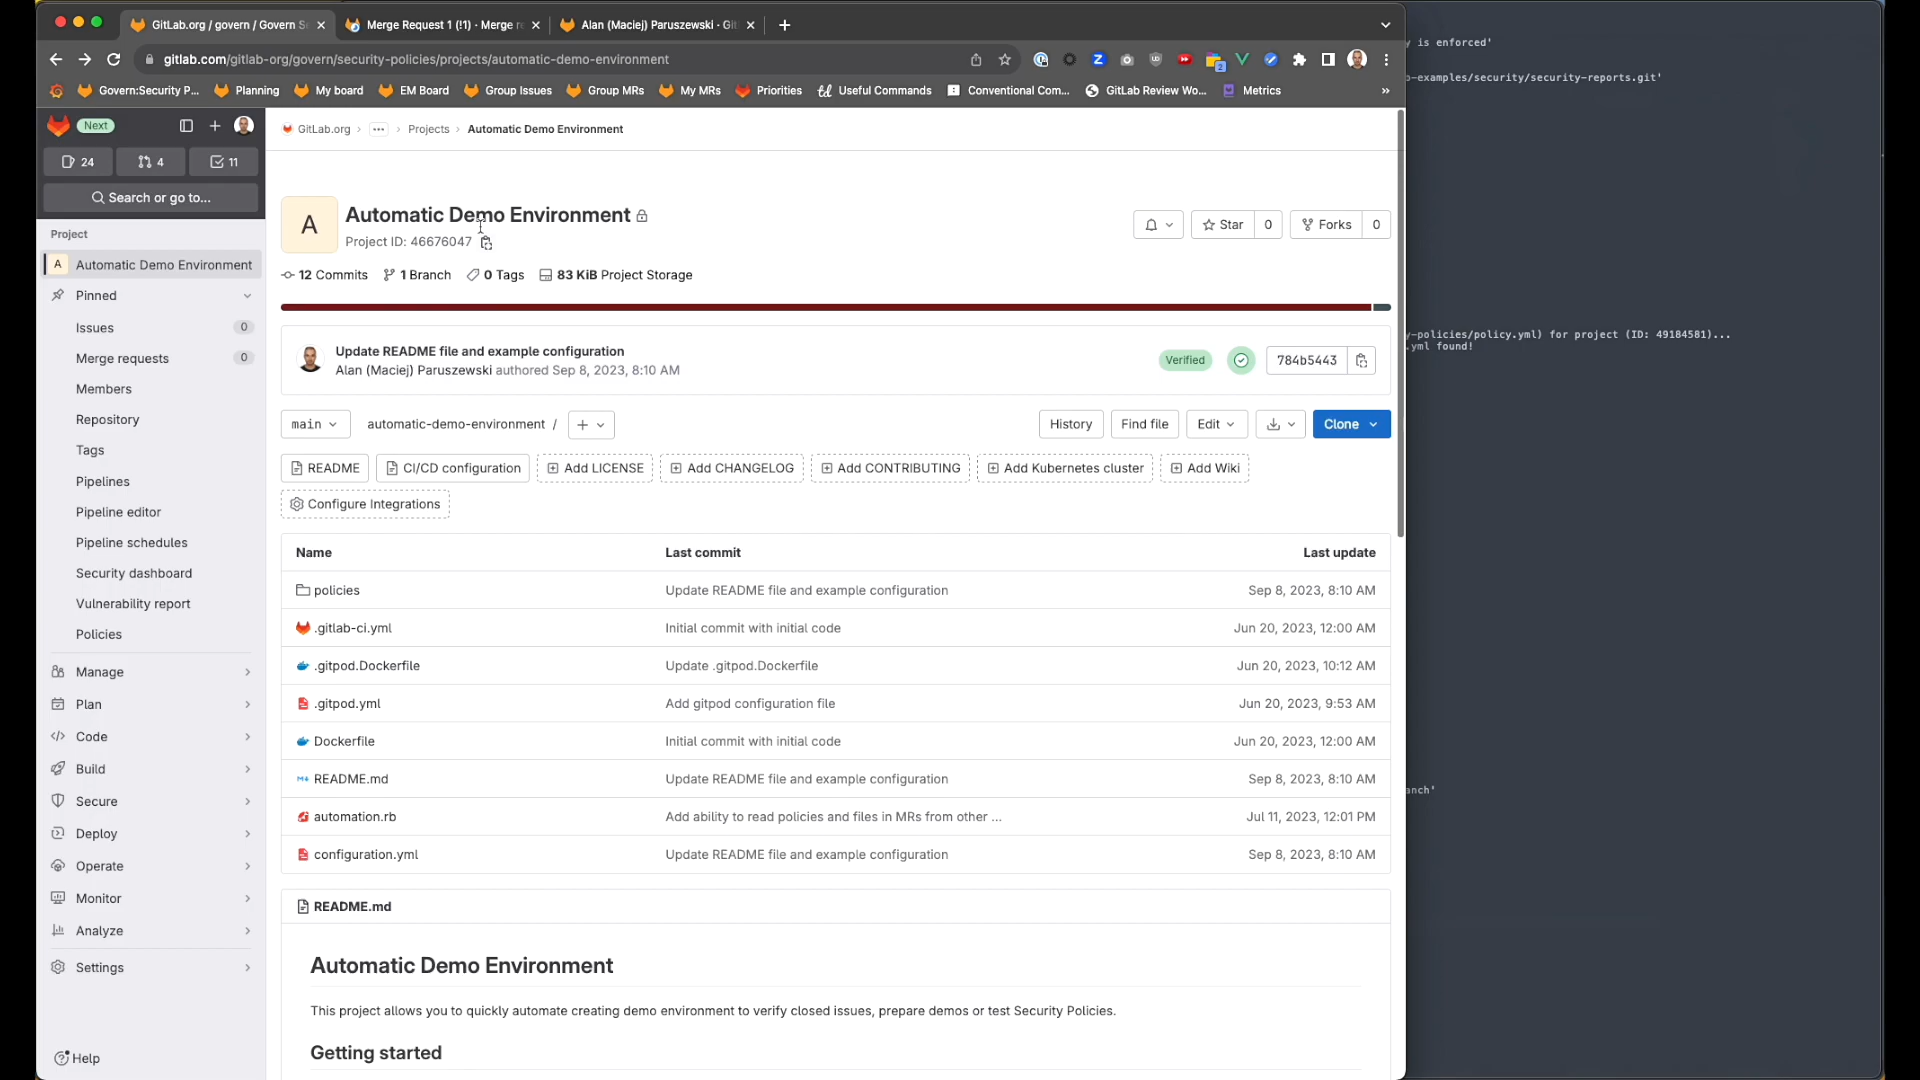 GitLab.org / govern / Govern S
Merge Request 1 (!1) · Merge re
Alan (Maciej) Paruszewski · Git
gitlab.com/gitlab-org/govern/security-policies/projects/automatic-demo-environment
Govern:Security P...
Planning
My board
EM Board
Group Issues
Group MRs
My MRs
Priorities
Useful Commands
Conventional Com...
GitLab Review Wo...
Metrics
»
Next
24
4
11
Search or go to...
Project
A Automatic Demo Environment
Pinned
Issues 0
Merge requests 0
Members
Repository
Tags
Pipelines
Pipeline editor
Pipeline schedules
Security dashboard
Vulnerability report
Policies
Manage
Plan
Code
Build
Secure
Deploy
Operate
Monitor
Analyze
Settings
Help
GitLab.org › ··· › Projects › Automatic Demo Environment
A
Automatic Demo Environment
Project ID: 46676047
Star 0
Forks 0
12 Commits 1 Branch 0 Tags 83 KiB Project Storage
Update README file and example configuration
Alan (Maciej) Paruszewski authored Sep 8, 2023, 8:10 AM
Verified
784b5443
main
automatic-demo-environment /
+
History
Find file
Edit
Clone
README
CI/CD configuration
Add LICENSE
Add CHANGELOG
Add CONTRIBUTING
Add Kubernetes cluster
Add Wiki
Configure Integrations
Name Last commit Last update
policies Update README file and example configuration Sep 8, 2023, 8:10 AM
.gitlab-ci.yml Initial commit with initial code Jun 20, 2023, 12:00 AM
.gitpod.Dockerfile Update .gitpod.Dockerfile Jun 20, 2023, 10:12 AM
.gitpod.yml Add gitpod configuration file Jun 20, 2023, 9:53 AM
Dockerfile Initial commit with initial code Jun 20, 2023, 12:00 AM
README.md Update README file and example configuration Sep 8, 2023, 8:10 AM
automation.rb Add ability to read policies and files in MRs from other ... Jul 11, 2023, 12:01 PM
configuration.yml Update README file and example configuration Sep 8, 2023, 8:10 AM
README.md
Automatic Demo Environment
This project allows you to quickly automate creating demo environment to verify closed issues, prepare demos or test Security Policies.
Getting started
y is enforced'
-examples/security/security-reports.git'
y-policies/policy.yml) for project (ID: 49184581)...
.yml found!
anch'